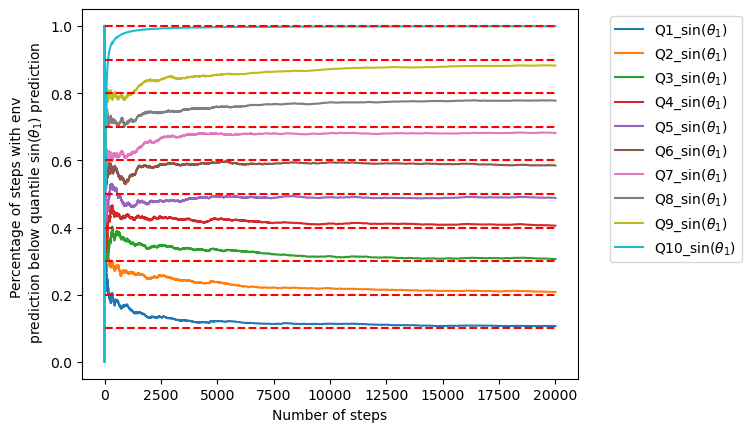 Percentage of steps with env
prediction below quantile sin(θ₁) prediction
1.0
0.8
0.6
0.4
0.2
0.0
0
2500
5000
7500
10000
12500
15000
17500
20000
Number of steps
Q1_sin(θ₁)
Q2_sin(θ₁)
Q3_sin(θ₁)
Q4_sin(θ₁)
Q5_sin(θ₁)
Q6_sin(θ₁)
Q7_sin(θ₁)
Q8_sin(θ₁)
Q9_sin(θ₁)
Q10_sin(θ₁)